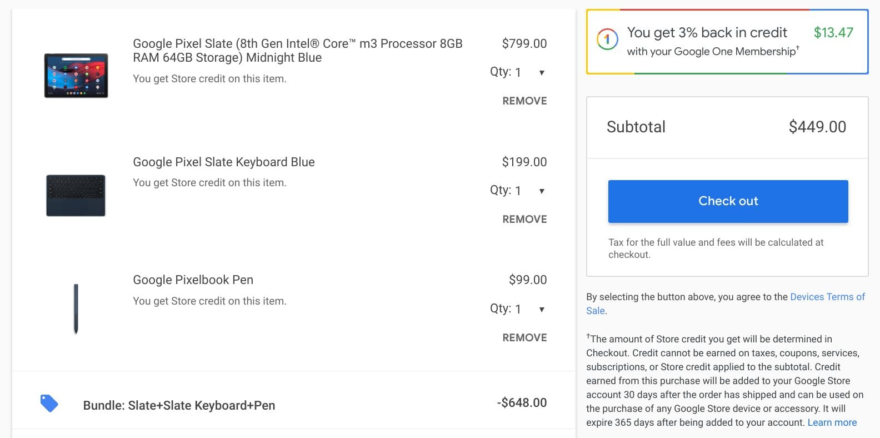 Google Pixel Slate (8th Gen Intel® Core™ m3 Processor 8GB
RAM 64GB Storage) Midnight Blue
You get Store credit on this item.
$799.00
Qty: 1
REMOVE
Google Pixel Slate Keyboard Blue
You get Store credit on this item.
$199.00
Qty: 1
REMOVE
Google Pixelbook Pen
You get Store credit on this item.
$99.00
Qty: 1
REMOVE
Bundle: Slate+Slate Keyboard+Pen
-$648.00
1
You get 3% back in credit
with your Google One Membership†
$13.47
Subtotal
$449.00
Check out
Tax for the full value and fees will be calculated at
checkout.
By selecting the button above, you agree to the Devices Terms of
Sale.
†The amount of Store credit you get will be determined in
Checkout. Credit cannot be earned on taxes, coupons, services,
subscriptions, or Store credit applied to the subtotal. Credit
earned from this purchase will be added to your Google Store
account 30 days after the order has shipped and can be used on
the purchase of any Google Store device or accessory. It will
expire 365 days after being added to your account. Learn more